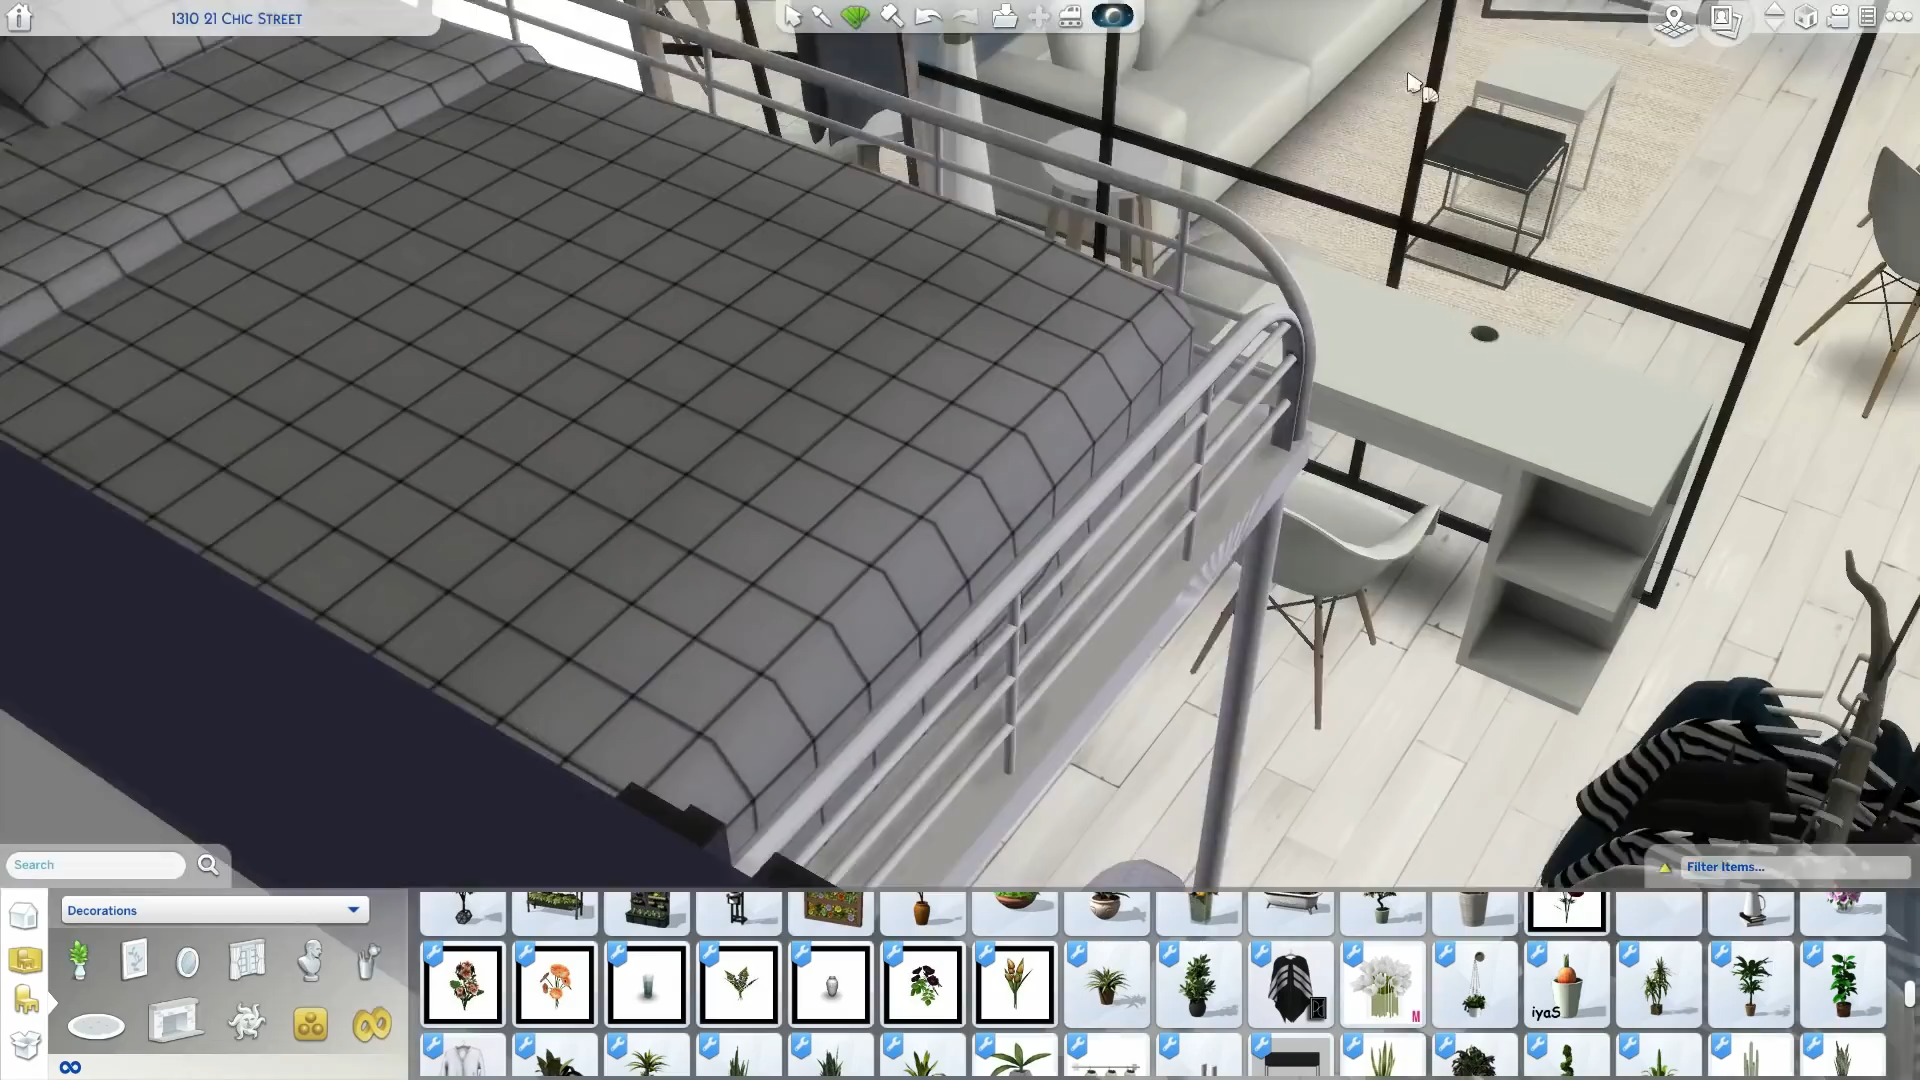 1310 21 Chic Street
Search
Filter Items...
Decorations
iyaS
M